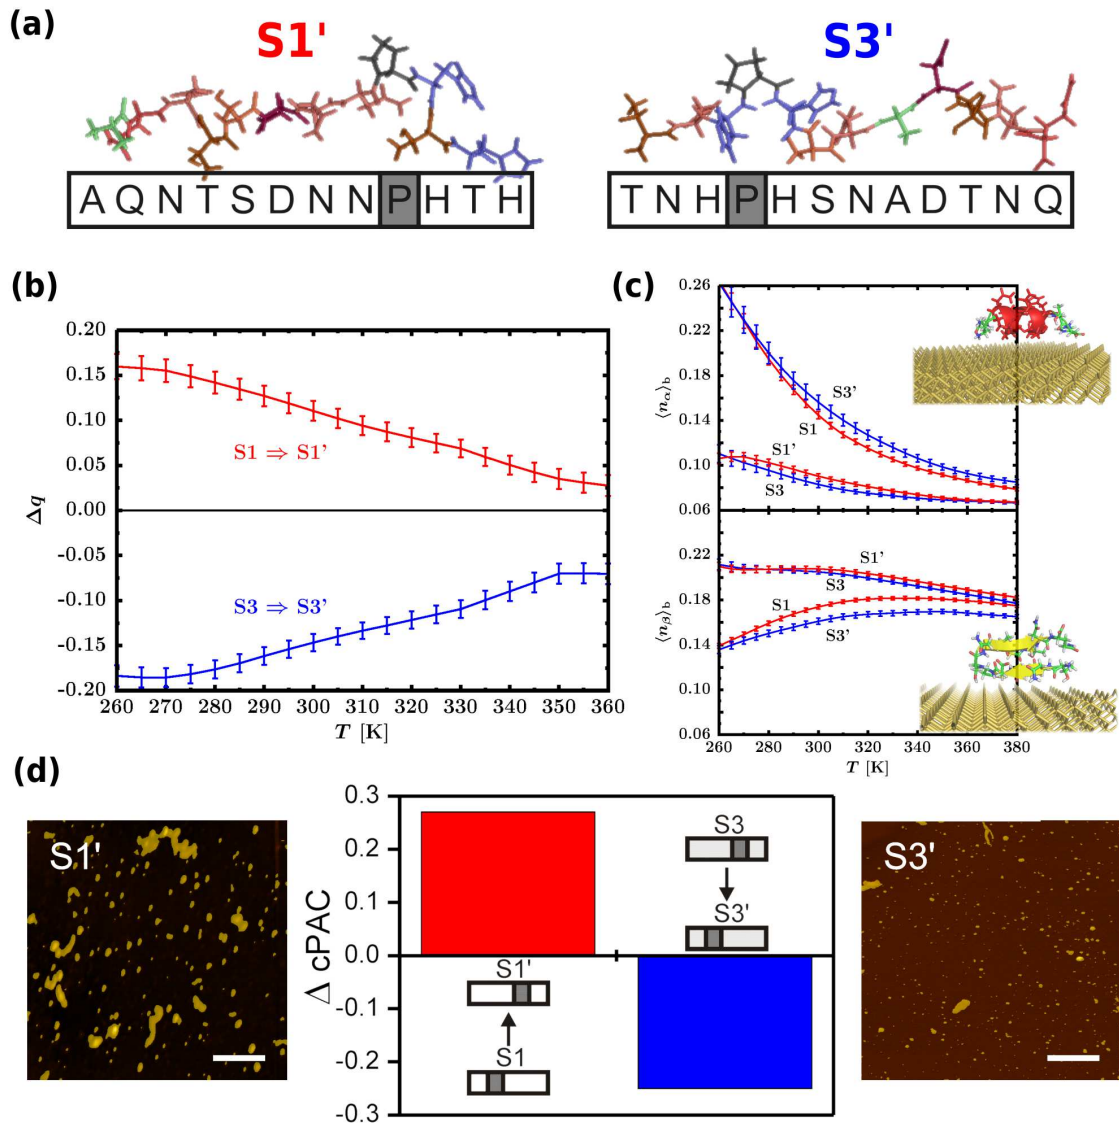 (a)
S1'
S3'
A Q N T S D N N P H T H
T N H P H S N A D T N Q
(b)
(c)
0.20
0.15
0.10
0.05
0.00
-0.05
-0.10
-0.15
-0.20
Δq
S1 ⇒ S1'
S3 ⇒ S3'
260 270 280 290 300 310 320 330 340 350 360
T [K]
0.26
0.22
0.18
0.14
0.10
0.06
⟨nα⟩b
S3'
S1
S1'
S3
0.22
0.18
0.14
0.10
0.06
⟨nβ⟩b
S1'
S3
S1
S3'
260 280 300 320 340 360 380
T [K]
(d)
S1'
0.3
0.2
0.1
0.0
-0.1
-0.2
-0.3
Δ cPAC
S3
S3'
S1'
S1
S3'